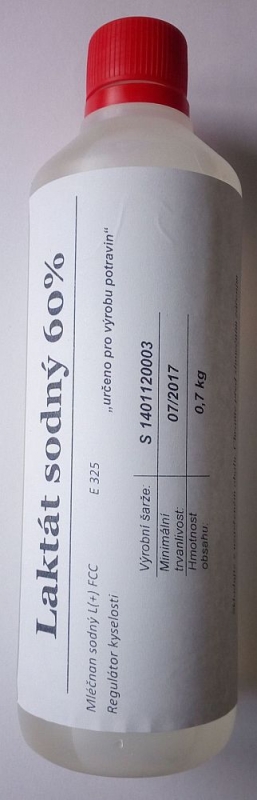 Laktát sodný 60%
Mléčnan sodný L(+) FCC E 325
Regulátor kyselosti „určeno pro výrobu potravin“
Výrobní šarže: S 1401120003
Minimální
trvanlivost: 07/2017
Hmotnost
obsahu: 0,7 kg